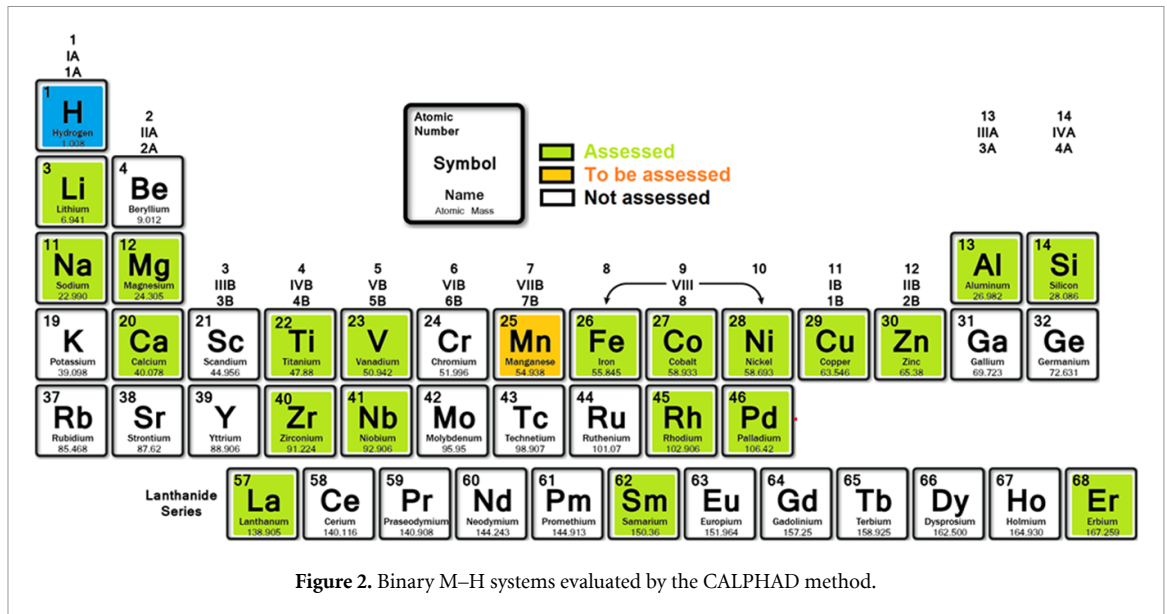 1
IA
1A
1
H
Hydrogen
1.008
2
IIA
2A
Atomic
Number
Symbol
Name
Atomic Mass
Assessed
To be assessed
Not assessed
13
IIIA
3A
14
IVA
4A
3
Li
Lithium
6.941
4
Be
Beryllium
9.012
11
Na
Sodium
22.990
12
Mg
Magnesium
24.305
3
IIIB
3B
4
IVB
4B
5
VB
5B
6
VIB
6B
7
VIIB
7B
8
9
10
VIII
8
11
IB
1B
12
IIB
2B
13
Al
Aluminum
26.982
14
Si
Silicon
28.086
19
K
Potassium
39.098
20
Ca
Calcium
40.078
21
Sc
Scandium
44.956
22
Ti
Titanium
47.88
23
V
Vanadium
50.942
24
Cr
Chromium
51.996
25
Mn
Manganese
54.938
26
Fe
Iron
55.845
27
Co
Cobalt
58.933
28
Ni
Nickel
58.693
29
Cu
Copper
63.546
30
Zn
Zinc
65.38
31
Ga
Gallium
69.723
32
Ge
Germanium
72.631
37
Rb
Rubidium
85.468
38
Sr
Strontium
87.62
39
Y
Yttrium
88.906
40
Zr
Zirconium
91.224
41
Nb
Niobium
92.906
42
Mo
Molybdenum
95.95
43
Tc
Technetium
98.907
44
Ru
Ruthenium
101.07
45
Rh
Rhodium
102.906
46
Pd
Palladium
106.42
Lanthanide
Series
57
La
Lanthanum
138.905
58
Ce
Cerium
140.116
59
Pr
Praseodymium
140.908
60
Nd
Neodymium
144.243
61
Pm
Promethium
144.913
62
Sm
Samarium
150.36
63
Eu
Europium
151.964
64
Gd
Gadolinium
157.25
65
Tb
Terbium
158.925
66
Dy
Dysprosium
162.500
67
Ho
Holmium
164.930
68
Er
Erbium
167.259
Figure 2. Binary M–H systems evaluated by the CALPHAD method.